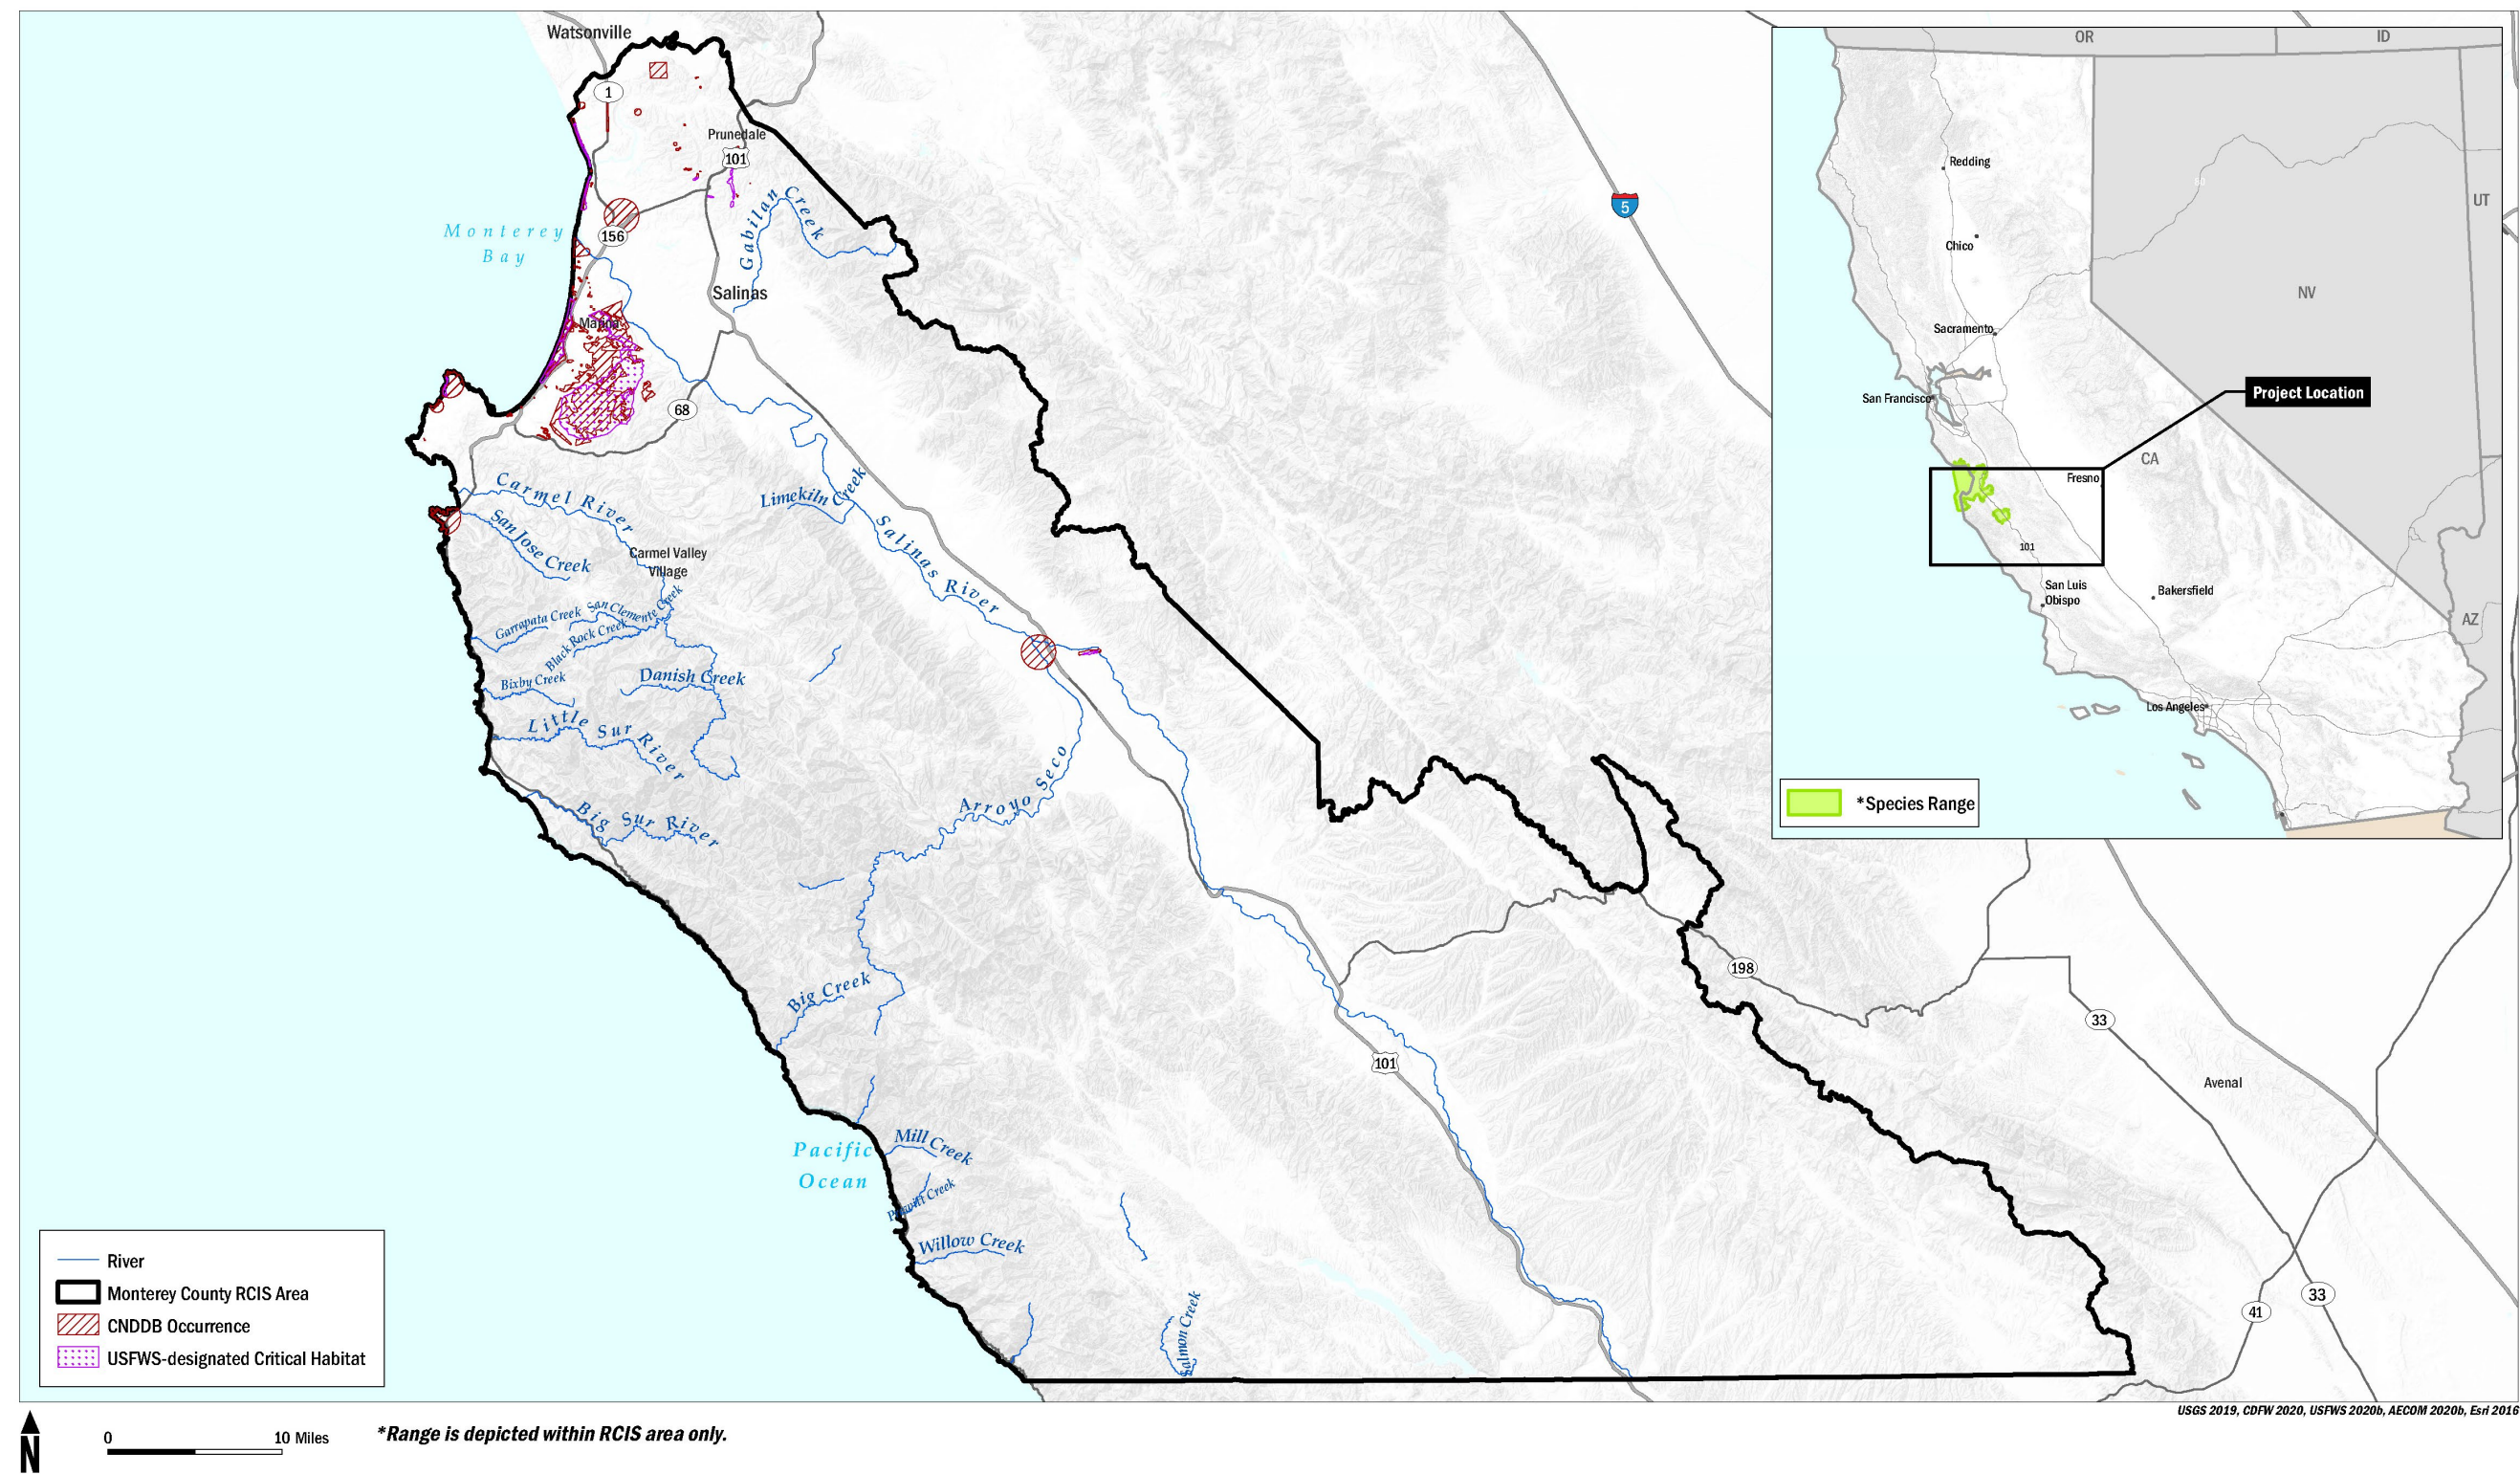 Watsonville
1
Prunedale
101
Monterey
Bay
156
Gabilan Creek
Salinas
Marina
68
Carmel River
San Jose Creek
Carmel Valley
Village
Limekiln Creek
Salinas River
Garrapata Creek
San Clemente Creek
Black Rock Creek
Bixby Creek
Danish Creek
Little Sur River
Big Sur River
Arroyo Seco
Big Creek
Pacific
Ocean
Mill Creek
Prewitt Creek
Willow Creek
Salmon Creek
5
101
198
33
Avenal
41
33
OR
ID
Redding
UT
Chico
NV
Sacramento
San Francisco
Project Location
CA
Fresno
101
San Luis
Obispo
Bakersfield
AZ
Los Angeles
*Species Range
River
Monterey County RCIS Area
CNDDB Occurrence
USFWS-designated Critical Habitat
USGS 2019, CDFW 2020, USFWS 2020b, AECOM 2020b, Esri 2016
N
0
10 Miles
*Range is depicted within RCIS area only.